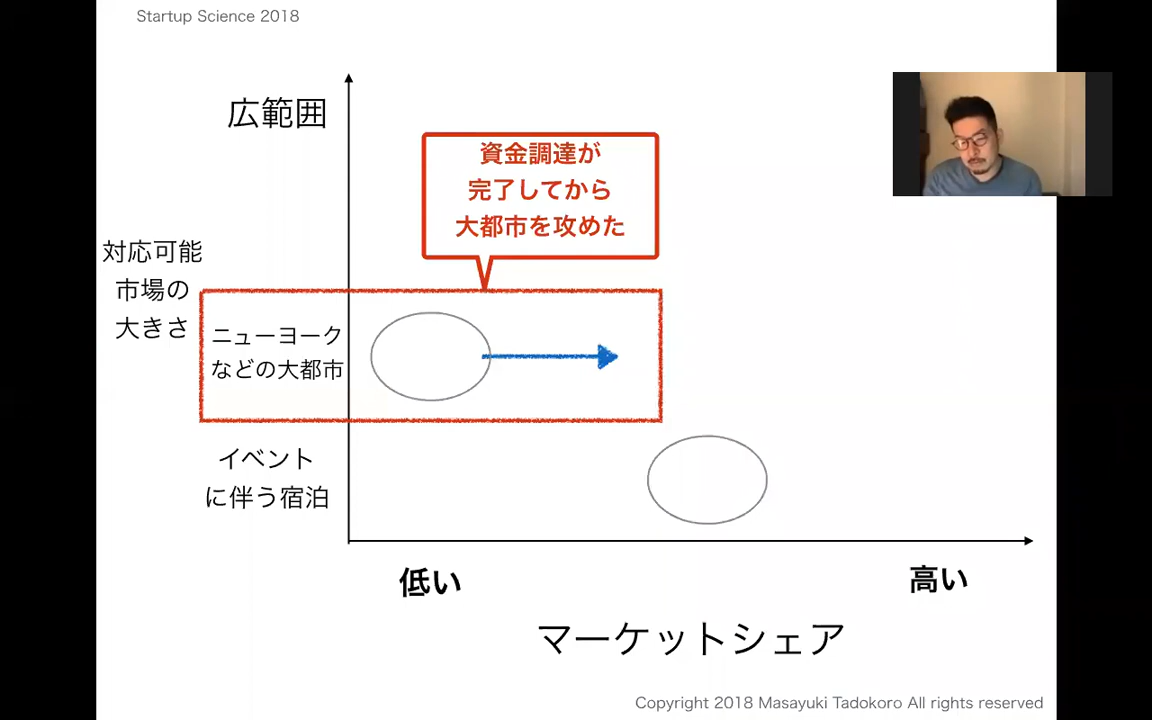 Startup Science 2018
広範囲
資金調達が
完了してから
大都市を攻めた
対応可能
市場の
大きさ
ニューヨーク
などの大都市
イベント
に伴う宿泊
低い
高い
マーケットシェア
Copyright 2018 Masayuki Tadokoro All rights reserved